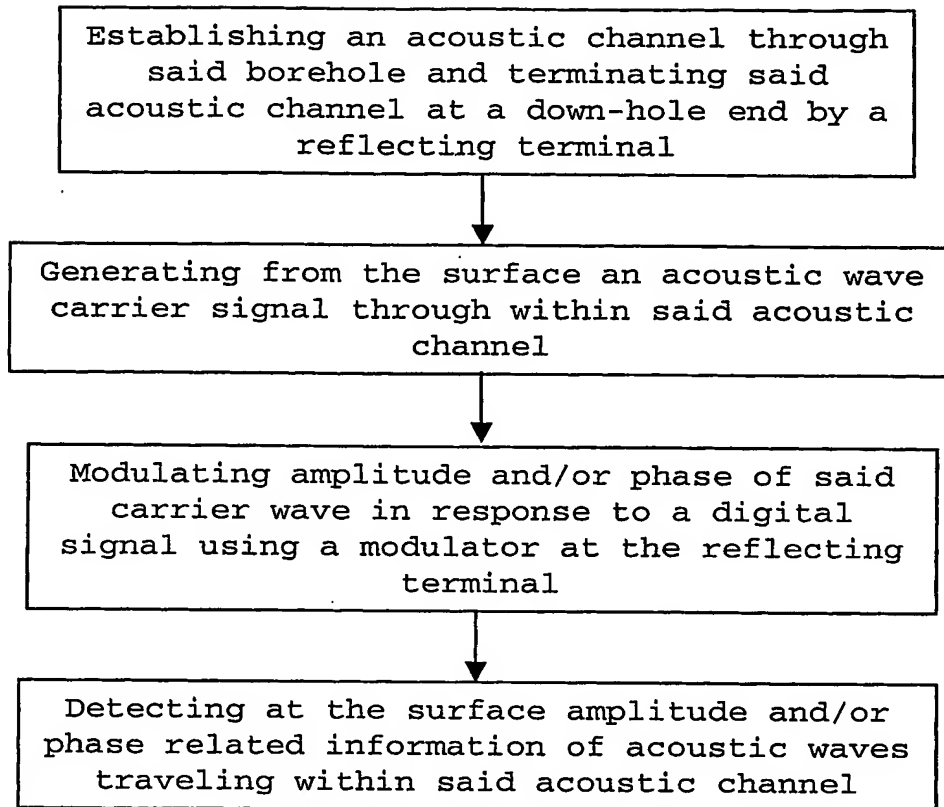 Establishing an acoustic channel through
said borehole and terminating said
acoustic channel at a down-hole end by a
reflecting terminal
Generating from the surface an acoustic wave
carrier signal through within said acoustic
channel
Modulating amplitude and/or phase of said
carrier wave in response to a digital
signal using a modulator at the reflecting
terminal
Detecting at the surface amplitude and/or
phase related information of acoustic waves
traveling within said acoustic channel